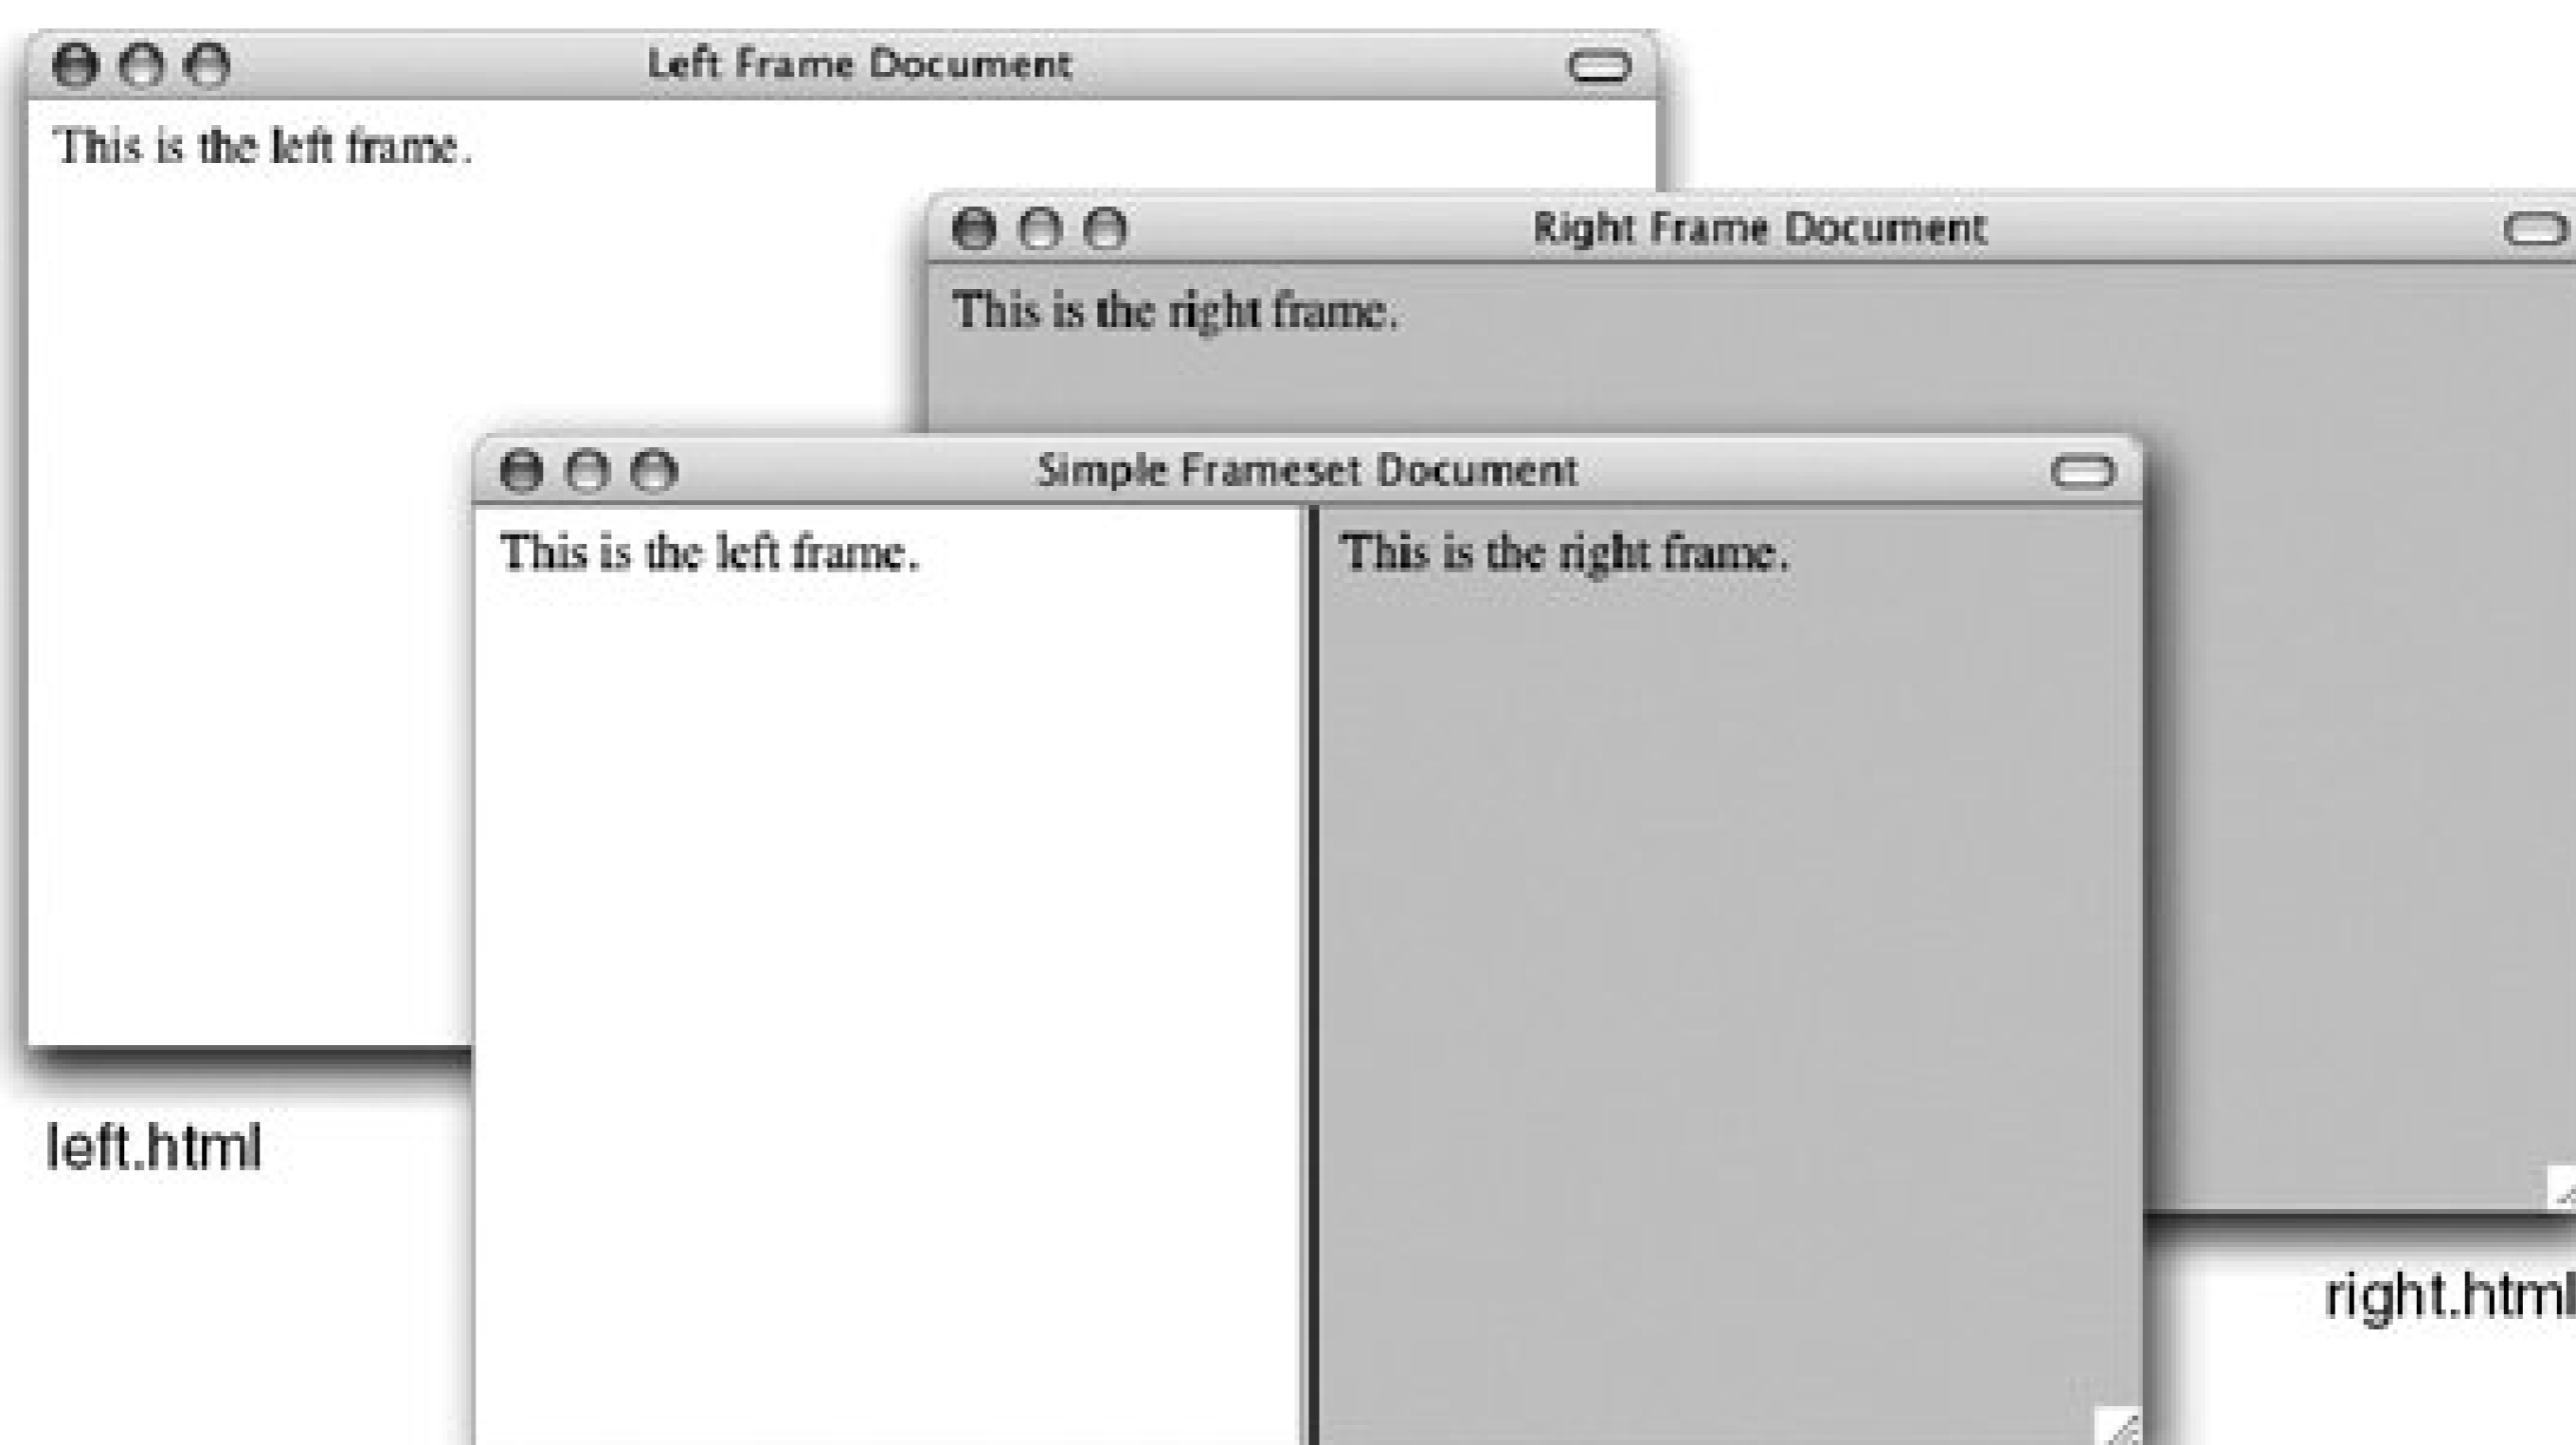 Left Frame Document
This is the left frame.
Right Frame Document
This is the right frame.
Simple Frameset Document
This is the left frame.
This is the right frame.
left.html
right.html